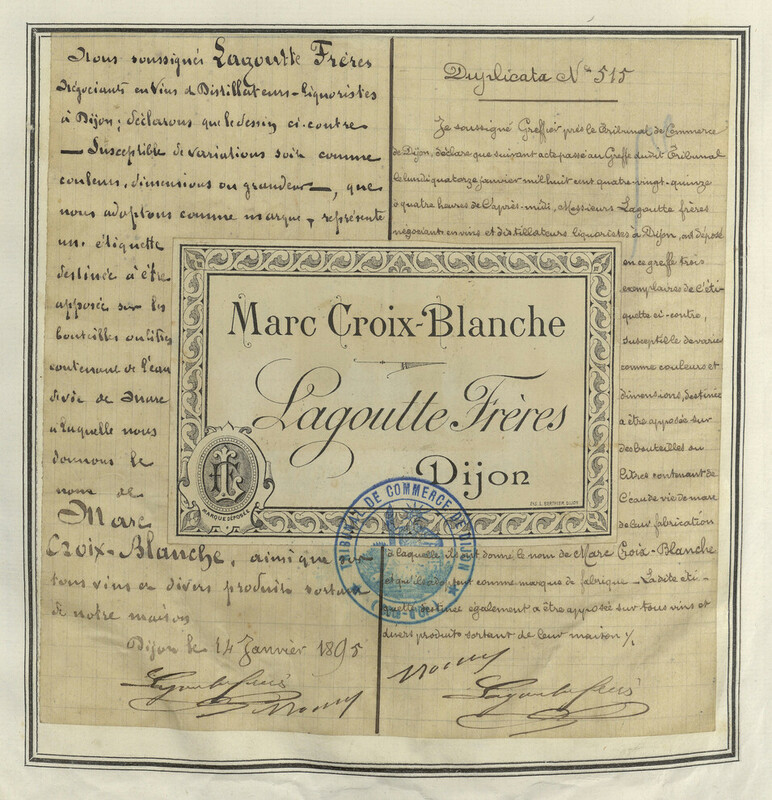 Nous soussignés Lagoutte Frères
Négociants en Vins & Distillateurs-Liquoristes
à Dijon; déclarons que le dessin ci-contre
— Susceptible de variations soit comme
couleurs, dimensions ou grandeur —, que
nous adoptons comme marque, représente
un étiquette
destinée à être
apposée sur les
bouteilles ou litres
contenant de l'eau
de vie de marc
à laquelle nous
donnons le
nom de
Marc
Croix-Blanche, ainsi que sur
tous vins et divers produits sortant
de notre maison
Dijon le 14 Janvier 1895
Lagoutte frères
Duplicata N° 515
Je soussigné Greffier près le Tribunal de Commerce
de Dijon, déclare que suivant acte passé au Greffe du dit Tribunal
le lundi quatorze janvier mil huit cent quatre-vingt-quinze
à quatre heures de l'après-midi, Messieurs Lagoutte frères
négociants en vins et distillateurs liquoristes à Dijon, ont déposé
en ce greffe trois
exemplaires de l'éti-
quette ci-contre,
susceptible de varier
comme couleurs et
dimensions, destinée
à être apposée sur
des bouteilles ou
litres contenant de
l'eau de vie de marc
de leur fabrication
à laquelle ils ont donné le nom de Marc Croix-Blanche
et qu'ils adoptent comme marque de fabrique — La dite éti-
quette destinée également à être apposée sur tous vins et
divers produits sortant de leur maison
Lagoutte frères
Marc Croix-Blanche
Lagoutte Frères
Dijon
MARQUE DÉPOSÉE
TRIBUNAL DE COMMERCE DE DIJON